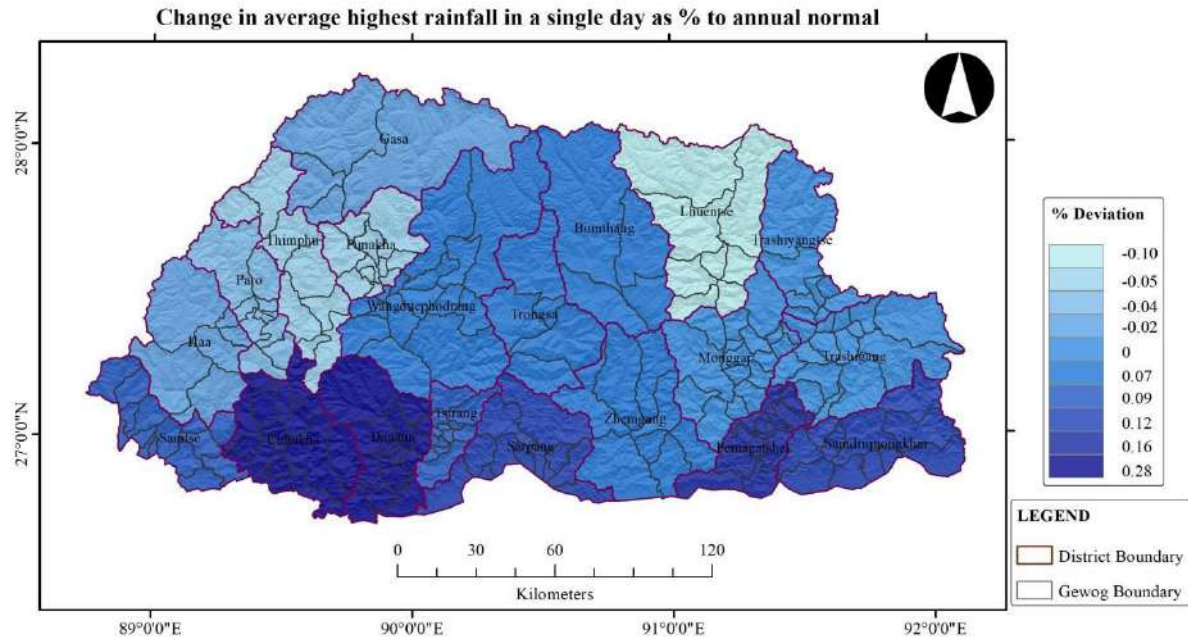 Change in average highest rainfall in a single day as % to annual normal
28°0'0"N
27°0'0"N
Gasa
Lhuentse
Thimphu
Punakha
Bumthang
Trashiyangtse
Paro
Wangduephodrang
Trongsa
Haa
Monggar
Trashigang
Tsirang
Zhemgang
Samtse
Chhukha
Dagana
Sarpang
Pemagatshel
Samdrupjongkhar
0 30 60 120
Kilometers
89°0'0"E 90°0'0"E 91°0'0"E 92°0'0"E
% Deviation
-0.10
-0.05
-0.04
-0.02
0
0.07
0.09
0.12
0.16
0.28
LEGEND
District Boundary
Gewog Boundary